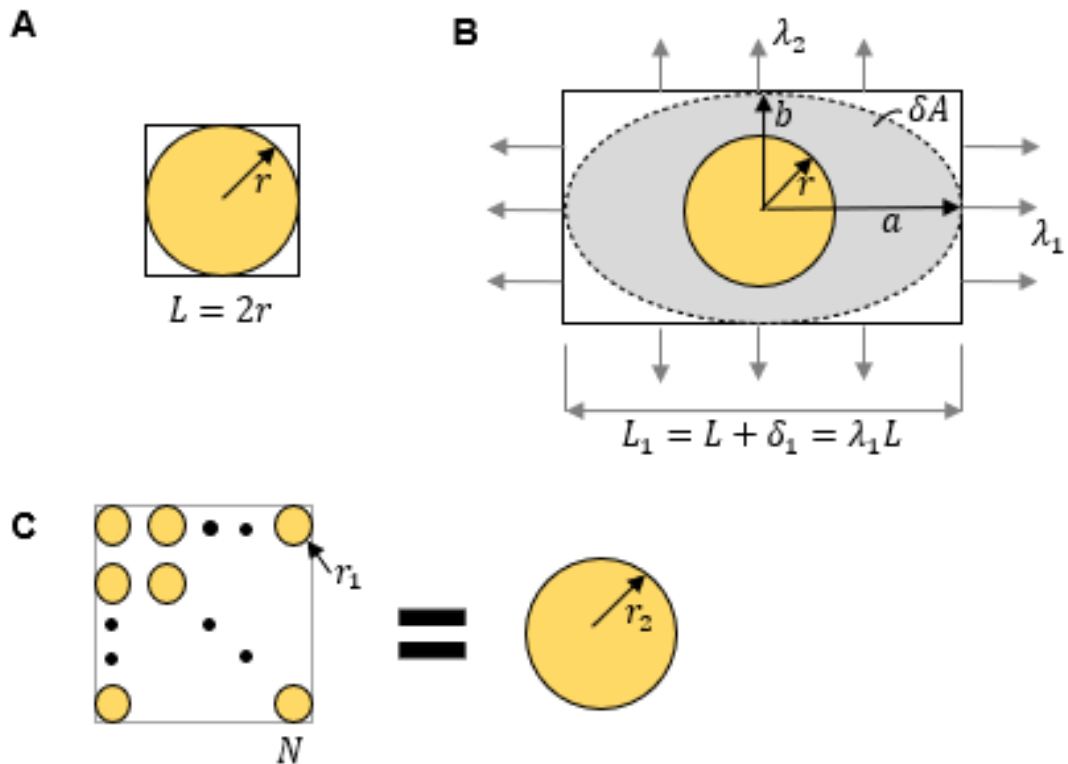 A
r
L = 2r
B
λ₂
δA
b
r
a
λ₁
L₁ = L + δ₁ = λ₁L
C
r₁
N
=
r₂